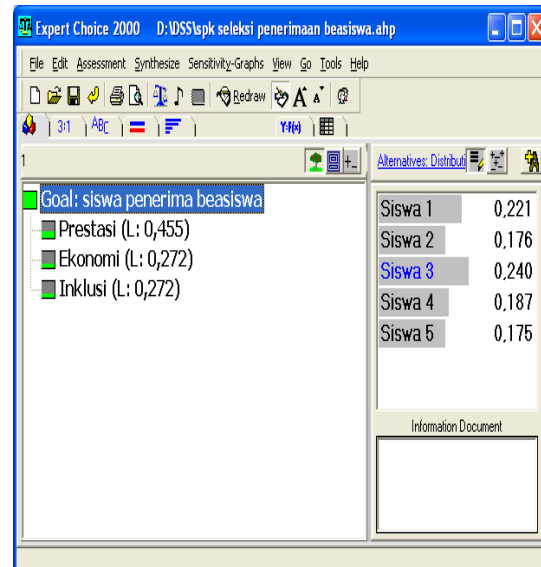 Expert Choice 2000 D:\DSS\spk seleksi penerimaan beasiswa.ahp
File Edit Assessment Synthesize Sensitivity-Graphs View Go Tools Help
Redraw A A
3:1 ABC Y=f(x)
1
Alternatives: Distributi
Goal: siswa penerima beasiswa
Prestasi (L: 0,455)
Ekonomi (L: 0,272)
Inklusi (L: 0,272)
Siswa 1 0,221
Siswa 2 0,176
Siswa 3 0,240
Siswa 4 0,187
Siswa 5 0,175
Information Document